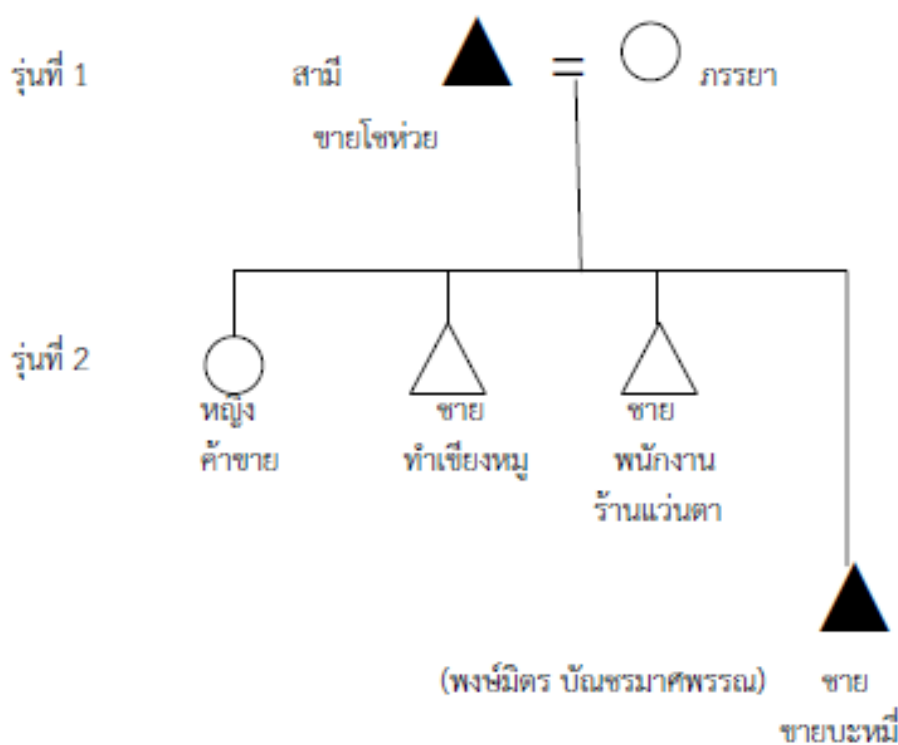 รุ่นที่ 1 สามี = ภรรยา
ขายโชห่วย
รุ่นที่ 2
หญิง ชาย ชาย
ค้าขาย ทำเขียงหมู พนักงาน
ร้านแว่นตา
(พงษ์มิตร บัณชรมาศพรรณ) ชาย
ขายบะหมี่